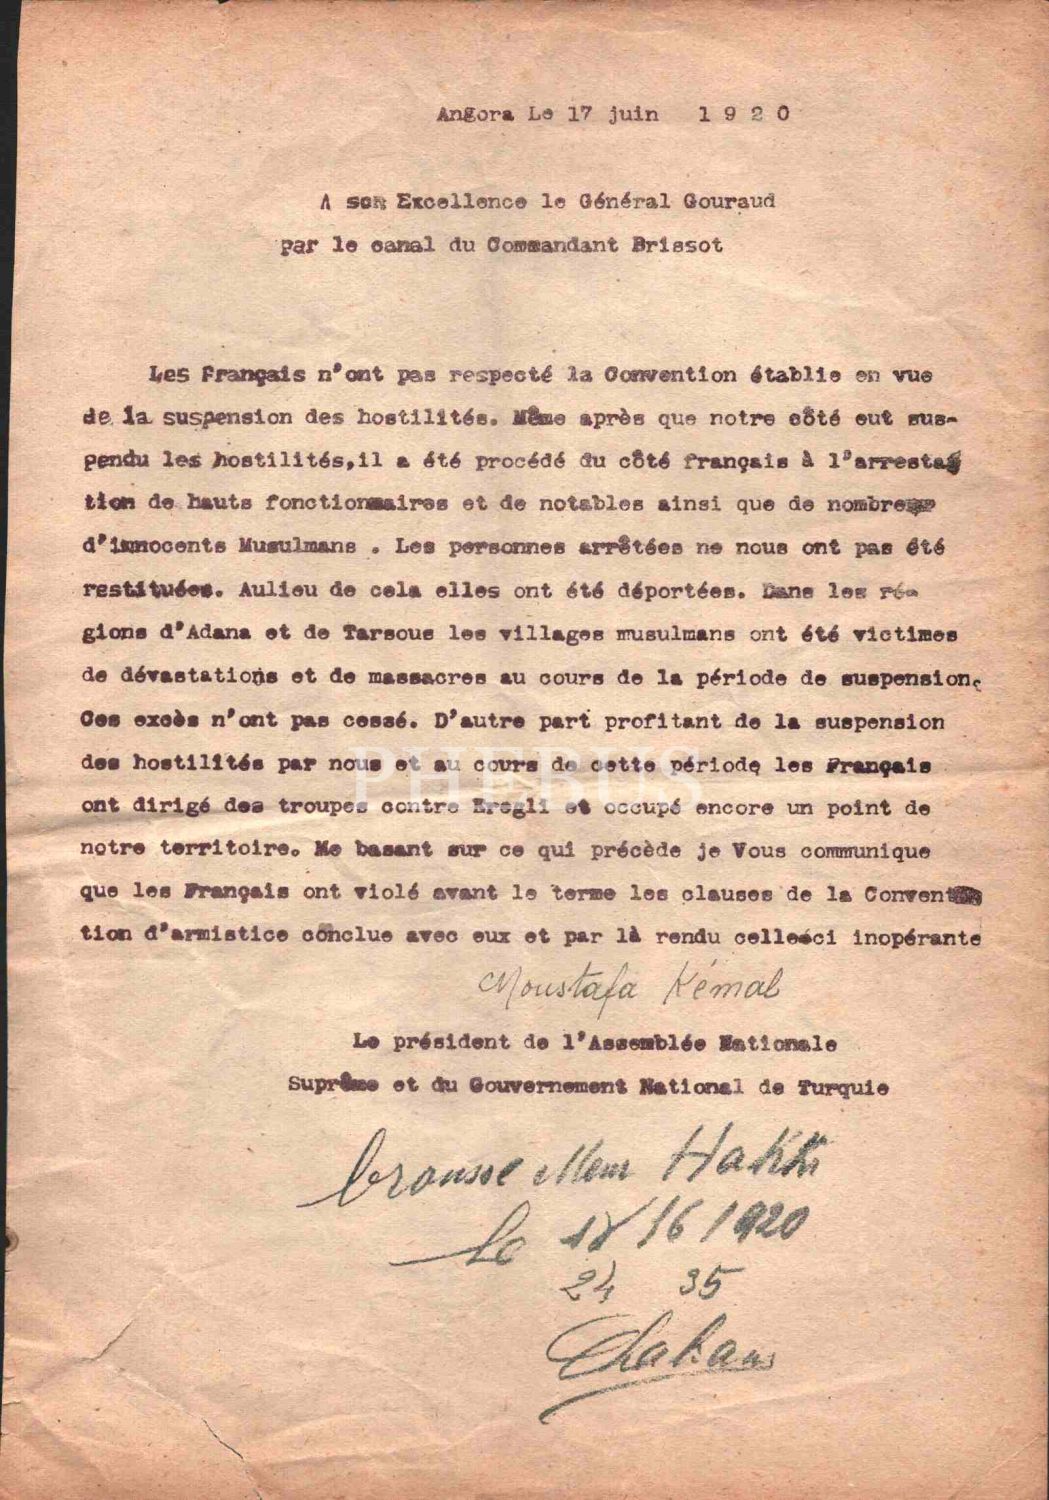 Angora Le 17 juin 1920
A son Excellence le Général Gouraud
par le canal du Commandant Brissot
Les Français n'ont pas respecté la Convention établie en vue
de la suspension des hostilités. Même après que notre côté eut sus-
pendu les hostilités,il a été procédé du côté français à l'arresta
tion de hauts fonctionnaires et de notables ainsi que de nombre
d'innocents Musulmans . Les personnes arrêtées ne nous ont pas été
restituées. Aulieu de cela elles ont été déportées. Dans les ré-
gions d'Adana et de Tarsous les villages musulmans ont été victimes
de dévastations et de massacres au cours de la période de suspension.
Ces excès n'ont pas cessé. D'autre part profitant de la suspension
PHEBUS
des hostilités par nous et au cours de cette période les Français
ont dirigé des troupes contre Eregli et occupé encore un point de
notre territoire. Me basant sur ce qui précède je Vous communique
que les Français ont violé avant le terme les clauses de la Conven
tion d'armistice conclue avec eux et par là rendu celleèci inopérante
Moustafa Kémal
Le président de l'Assemblée Nationale
Suprême et du Gouvernement National de Turquie
Hakki
Le 18/6 1920
24 35